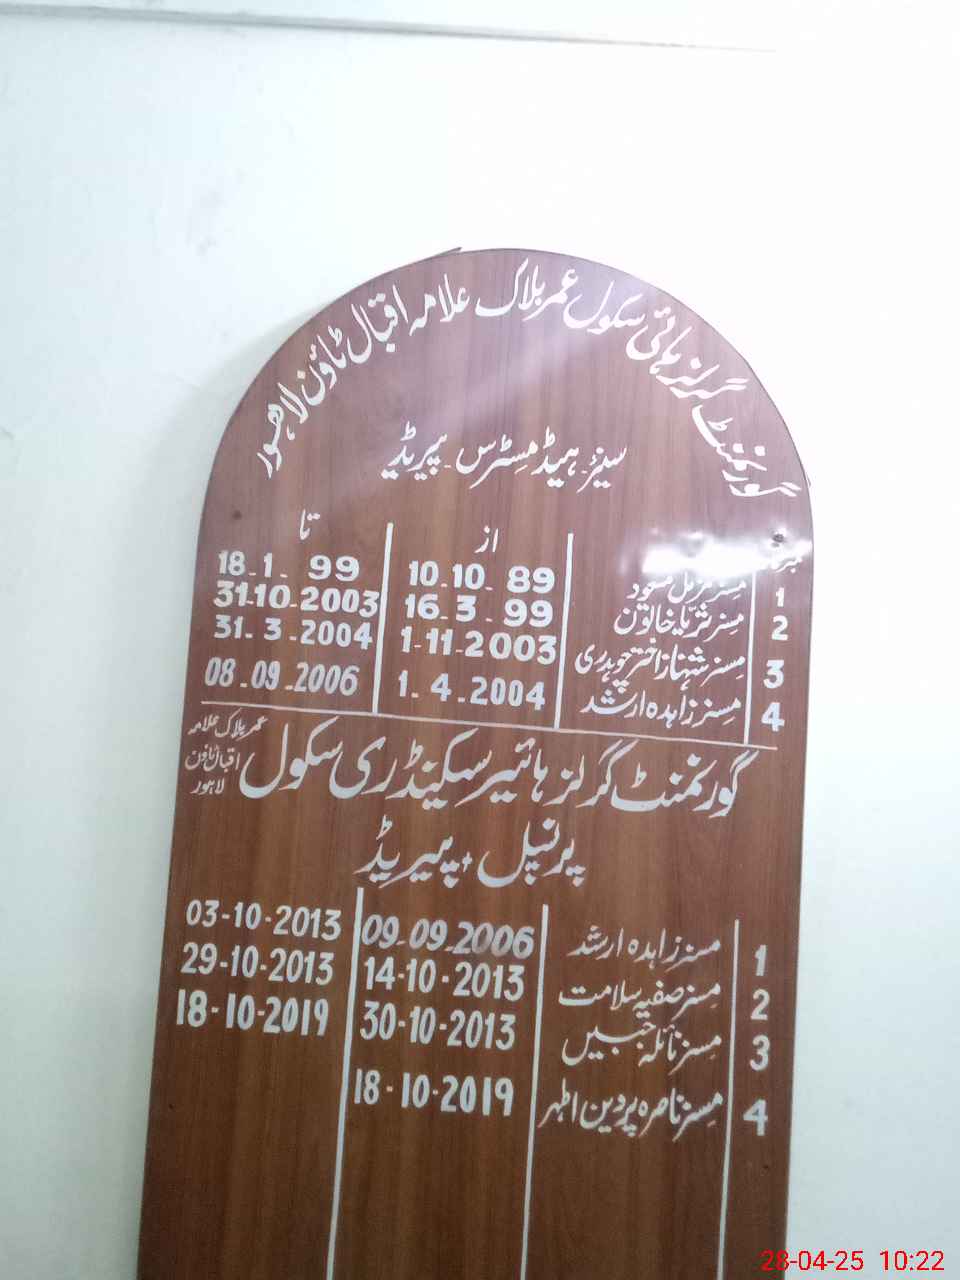 گورنمنٹ گرلز ہائی سکول عمر بلاک علامہ اقبال ٹاؤن لاہور
سینئر ہیڈ مسٹرس پیریڈ
از تا
1 مسز مزمل مسعود 10.10.89 18.1.99
2 مسز ثریّا خاتون 16.3.99 31.10.2003
3 مسز شہناز اختر چوہدری 1-11-2003 31.3.2004
4 مسز زاہدہ ارشد 1.4.2004 08.09.2006
گورنمنٹ گرلز ہائیر سیکینڈری سکول عمر بلاک علامہ اقبال ٹاؤن لاہور
پرنسپل + پیریڈ
1 مسز زاہدہ ارشد 09-09-2006 03-10-2013
2 مسز صفیہ سلامت 14-10-2013 29-10-2013
3 مسز نائلہ جبیں 30-10-2013 18-10-2019
4 مسز ناصرہ پروین اطہر 18-10-2019
28-04-25 10:22